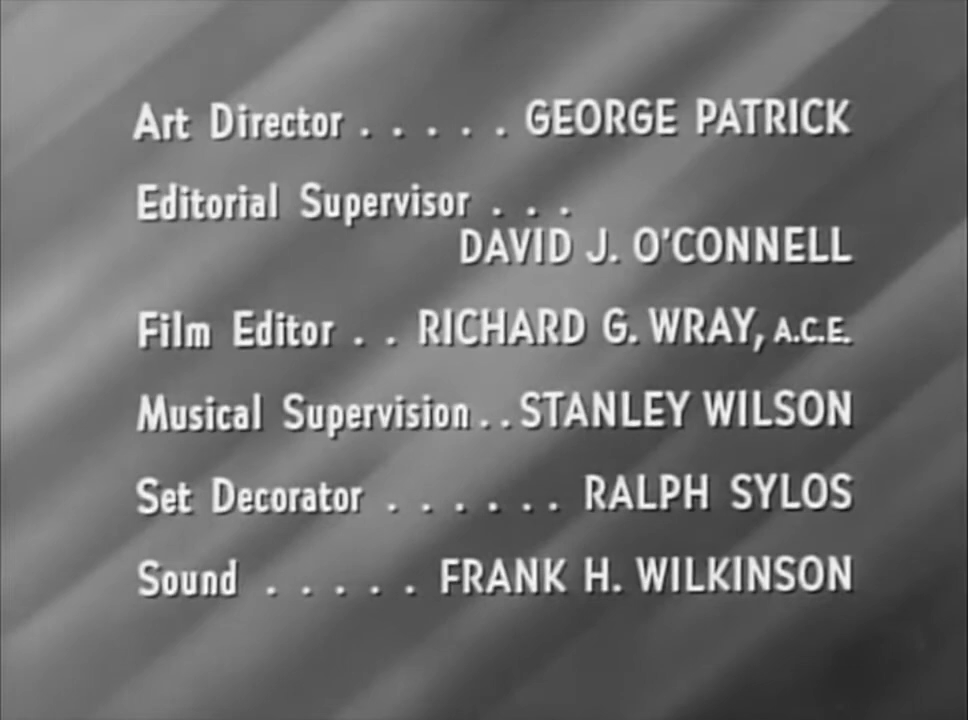 Art Director . . . . . GEORGE PATRICK
Editorial Supervisor . . .
DAVID J. O'CONNELL
Film Editor . . RICHARD G. WRAY, A.C.E.
Musical Supervision . . STANLEY WILSON
Set Decorator . . . . . . RALPH SYLOS
Sound . . . . . FRANK H. WILKINSON